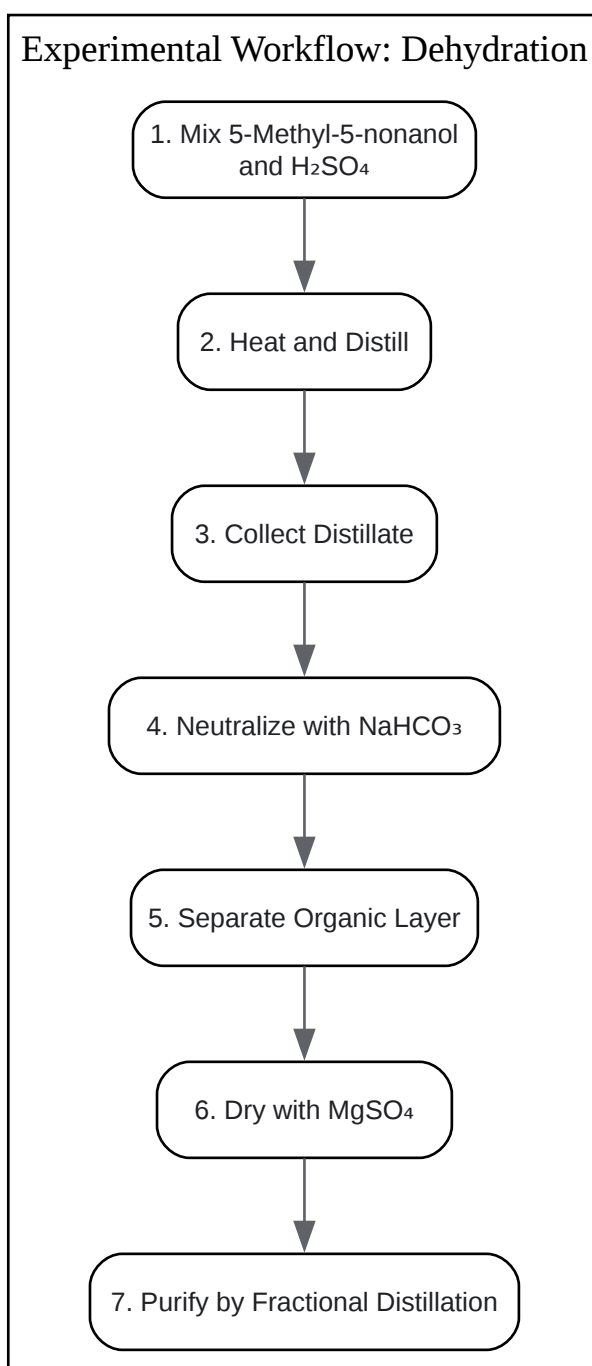 Experimental Workflow: Dehydration
1. Mix 5-Methyl-5-nonanol
and H₂SO₄
2. Heat and Distill
3. Collect Distillate
4. Neutralize with NaHCO₃
5. Separate Organic Layer
6. Dry with MgSO₄
7. Purify by Fractional Distillation